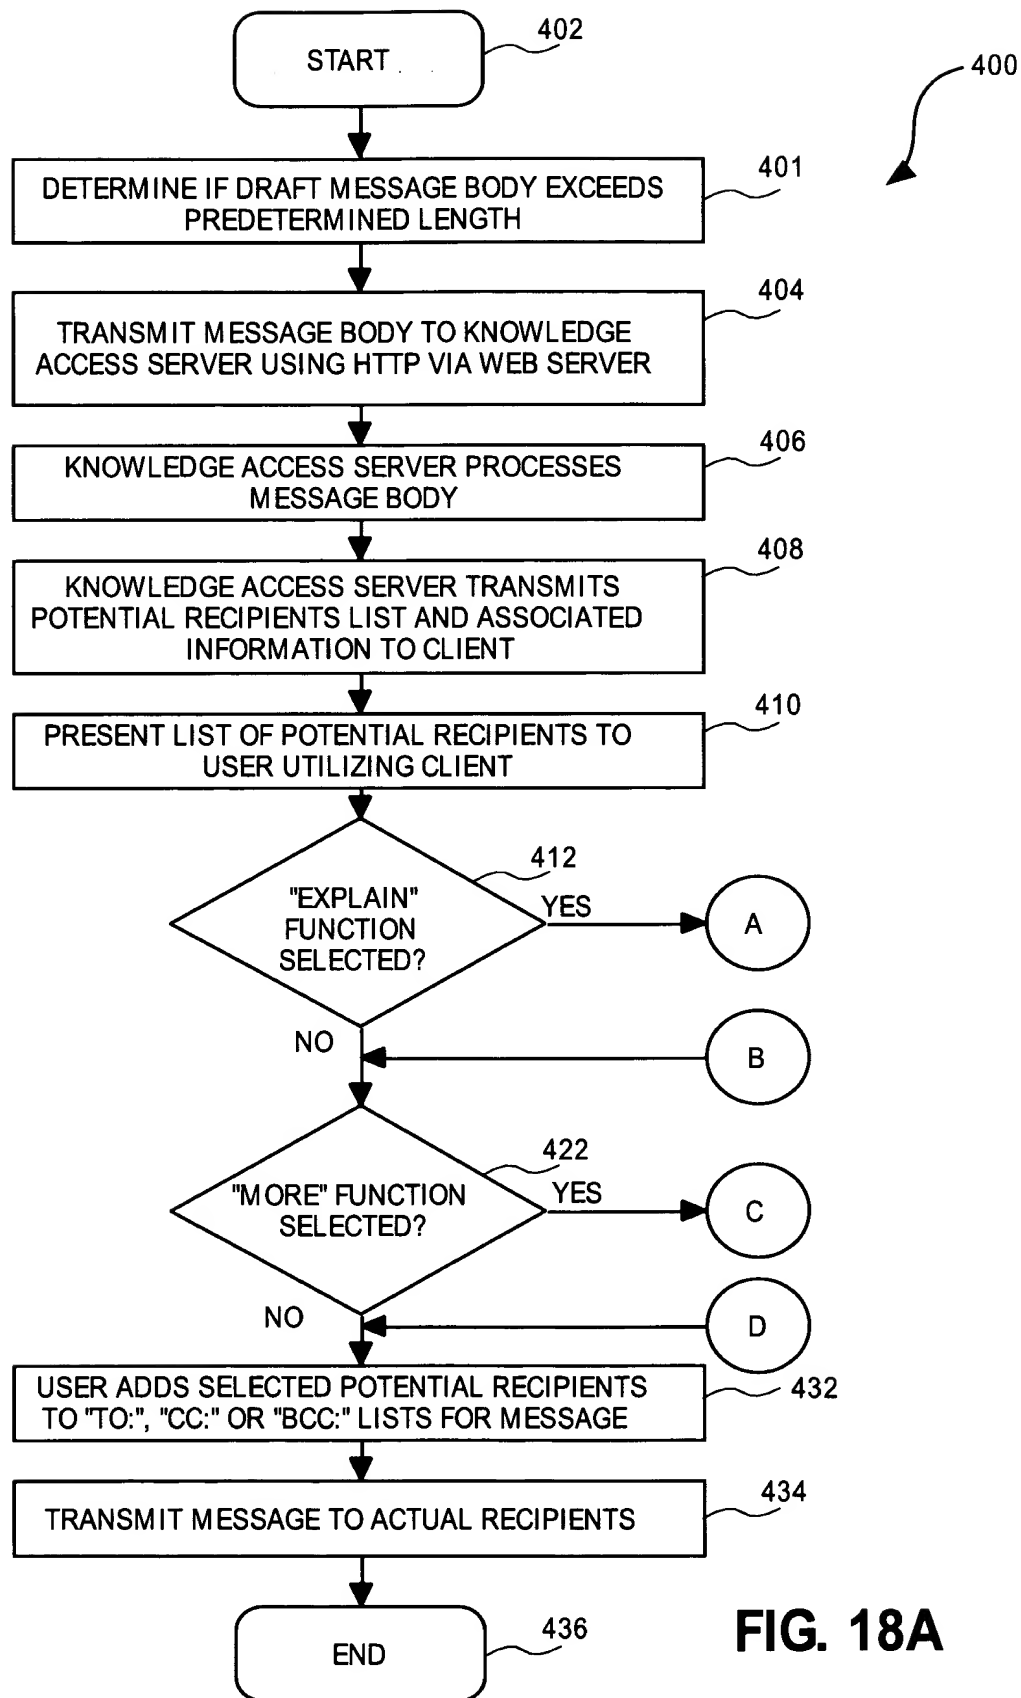 START
402
400
DETERMINE IF DRAFT MESSAGE BODY EXCEEDS
PREDETERMINED LENGTH
401
TRANSMIT MESSAGE BODY TO KNOWLEDGE
ACCESS SERVER USING HTTP VIA WEB SERVER
404
KNOWLEDGE ACCESS SERVER PROCESSES
MESSAGE BODY
406
KNOWLEDGE ACCESS SERVER TRANSMITS
POTENTIAL RECIPIENTS LIST AND ASSOCIATED
INFORMATION TO CLIENT
408
PRESENT LIST OF POTENTIAL RECIPIENTS TO
USER UTILIZING CLIENT
410
"EXPLAIN"
FUNCTION
SELECTED?
412
YES
A
NO
B
"MORE" FUNCTION
SELECTED?
422
YES
C
NO
D
USER ADDS SELECTED POTENTIAL RECIPIENTS
TO "TO:", "CC:" OR "BCC:" LISTS FOR MESSAGE
432
TRANSMIT MESSAGE TO ACTUAL RECIPIENTS
434
END
436
FIG. 18A